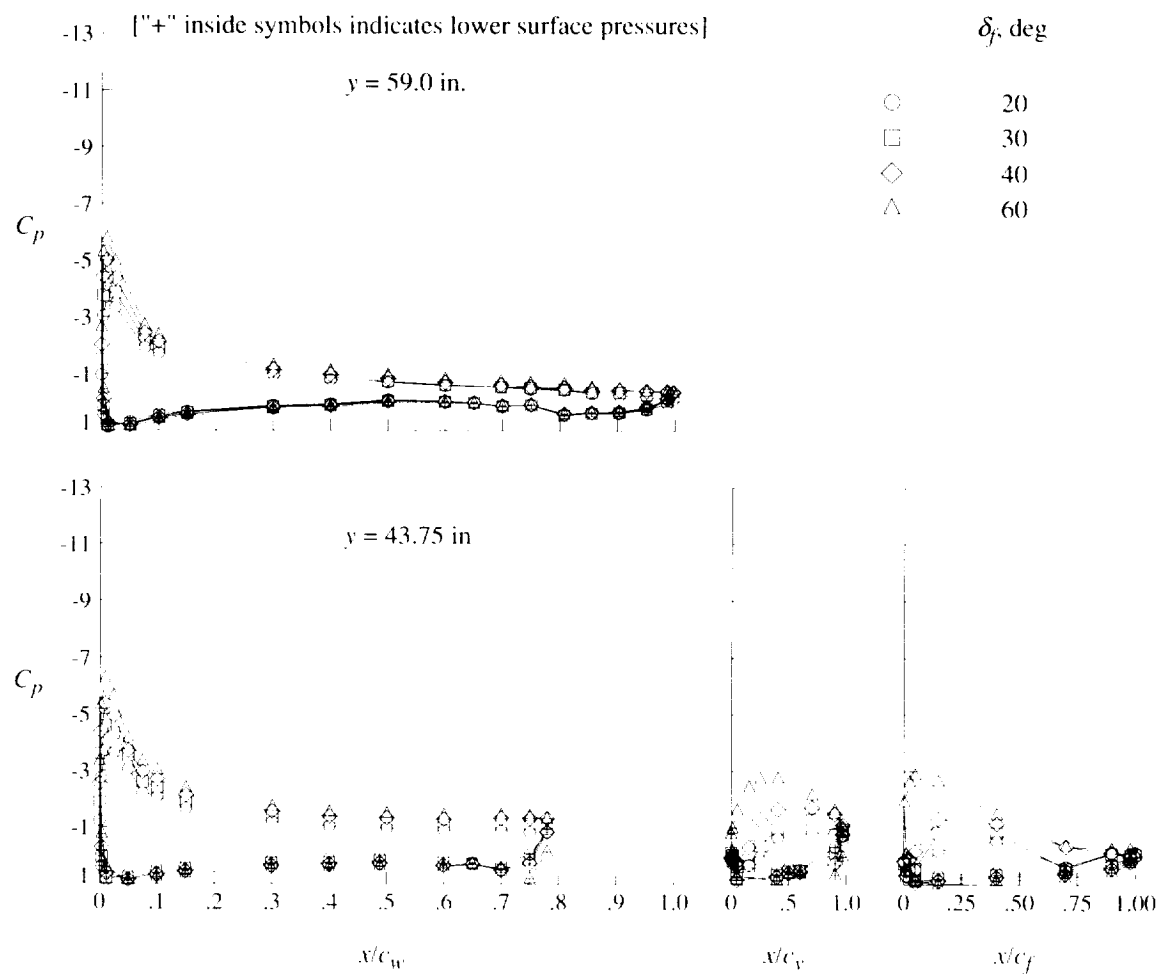 ["+" inside symbols indicates lower surface pressures]
δf, deg
y = 59.0 in.
20
30
40
60
-13
-11
-9
-7
-5
-3
-1
1
Cp
y = 43.75 in
-13
-11
-9
-7
-5
-3
-1
1
Cp
0 .1 .2 .3 .4 .5 .6 .7 .8 .9 1.0
x/cw
0 .5 1.0
x/cv
0 .25 .50 .75 1.00
x/cf